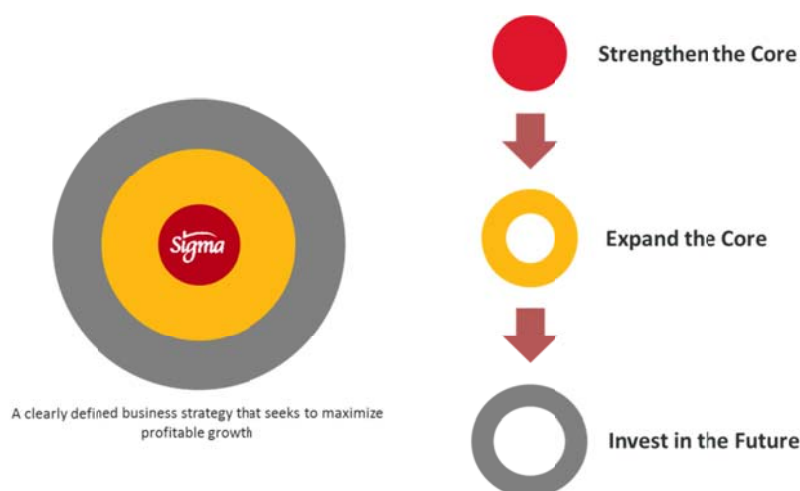 Strengthen the Core
Sigma
Expand the Core
A clearly defined business strategy that seeks to maximize
profitable growth
Invest in the Future